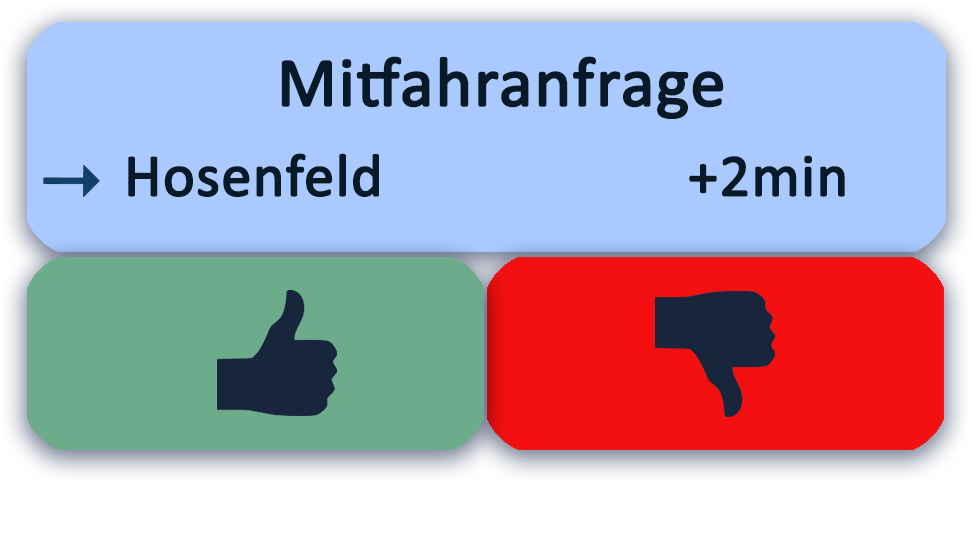 Mitfahranfrage
→ Hosenfeld +2min